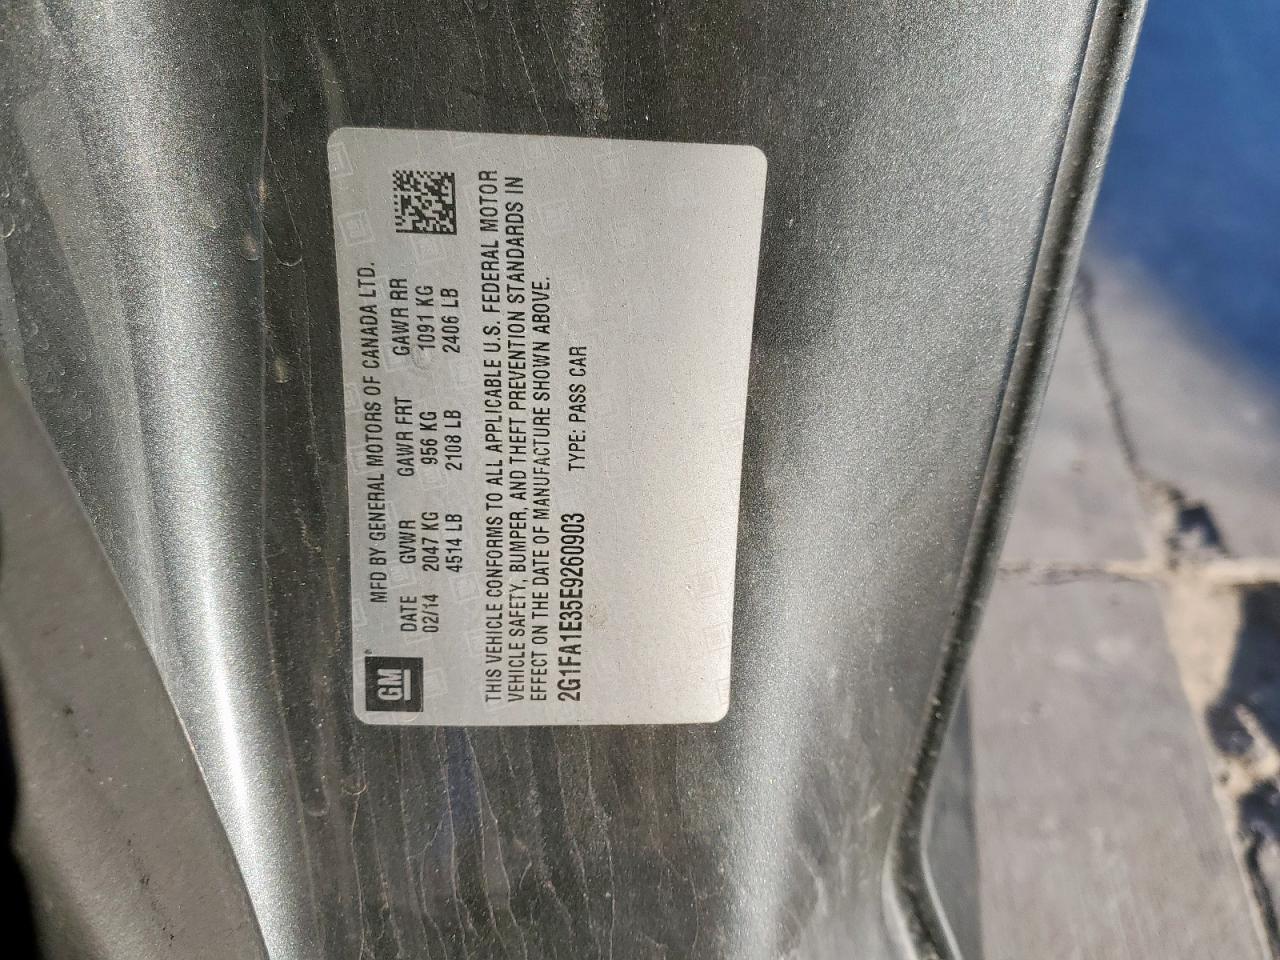 GM
MFD BY GENERAL MOTORS OF CANADA LTD.
DATE GVWR GAWR FRT GAWR RR
02/14 2047 KG 956 KG 1091 KG
4514 LB 2108 LB 2406 LB
THIS VEHICLE CONFORMS TO ALL APPLICABLE U.S. FEDERAL MOTOR
VEHICLE SAFETY, BUMPER, AND THEFT PREVENTION STANDARDS IN
EFFECT ON THE DATE OF MANUFACTURE SHOWN ABOVE.
2G1FA1E35E9260903 TYPE: PASS CAR